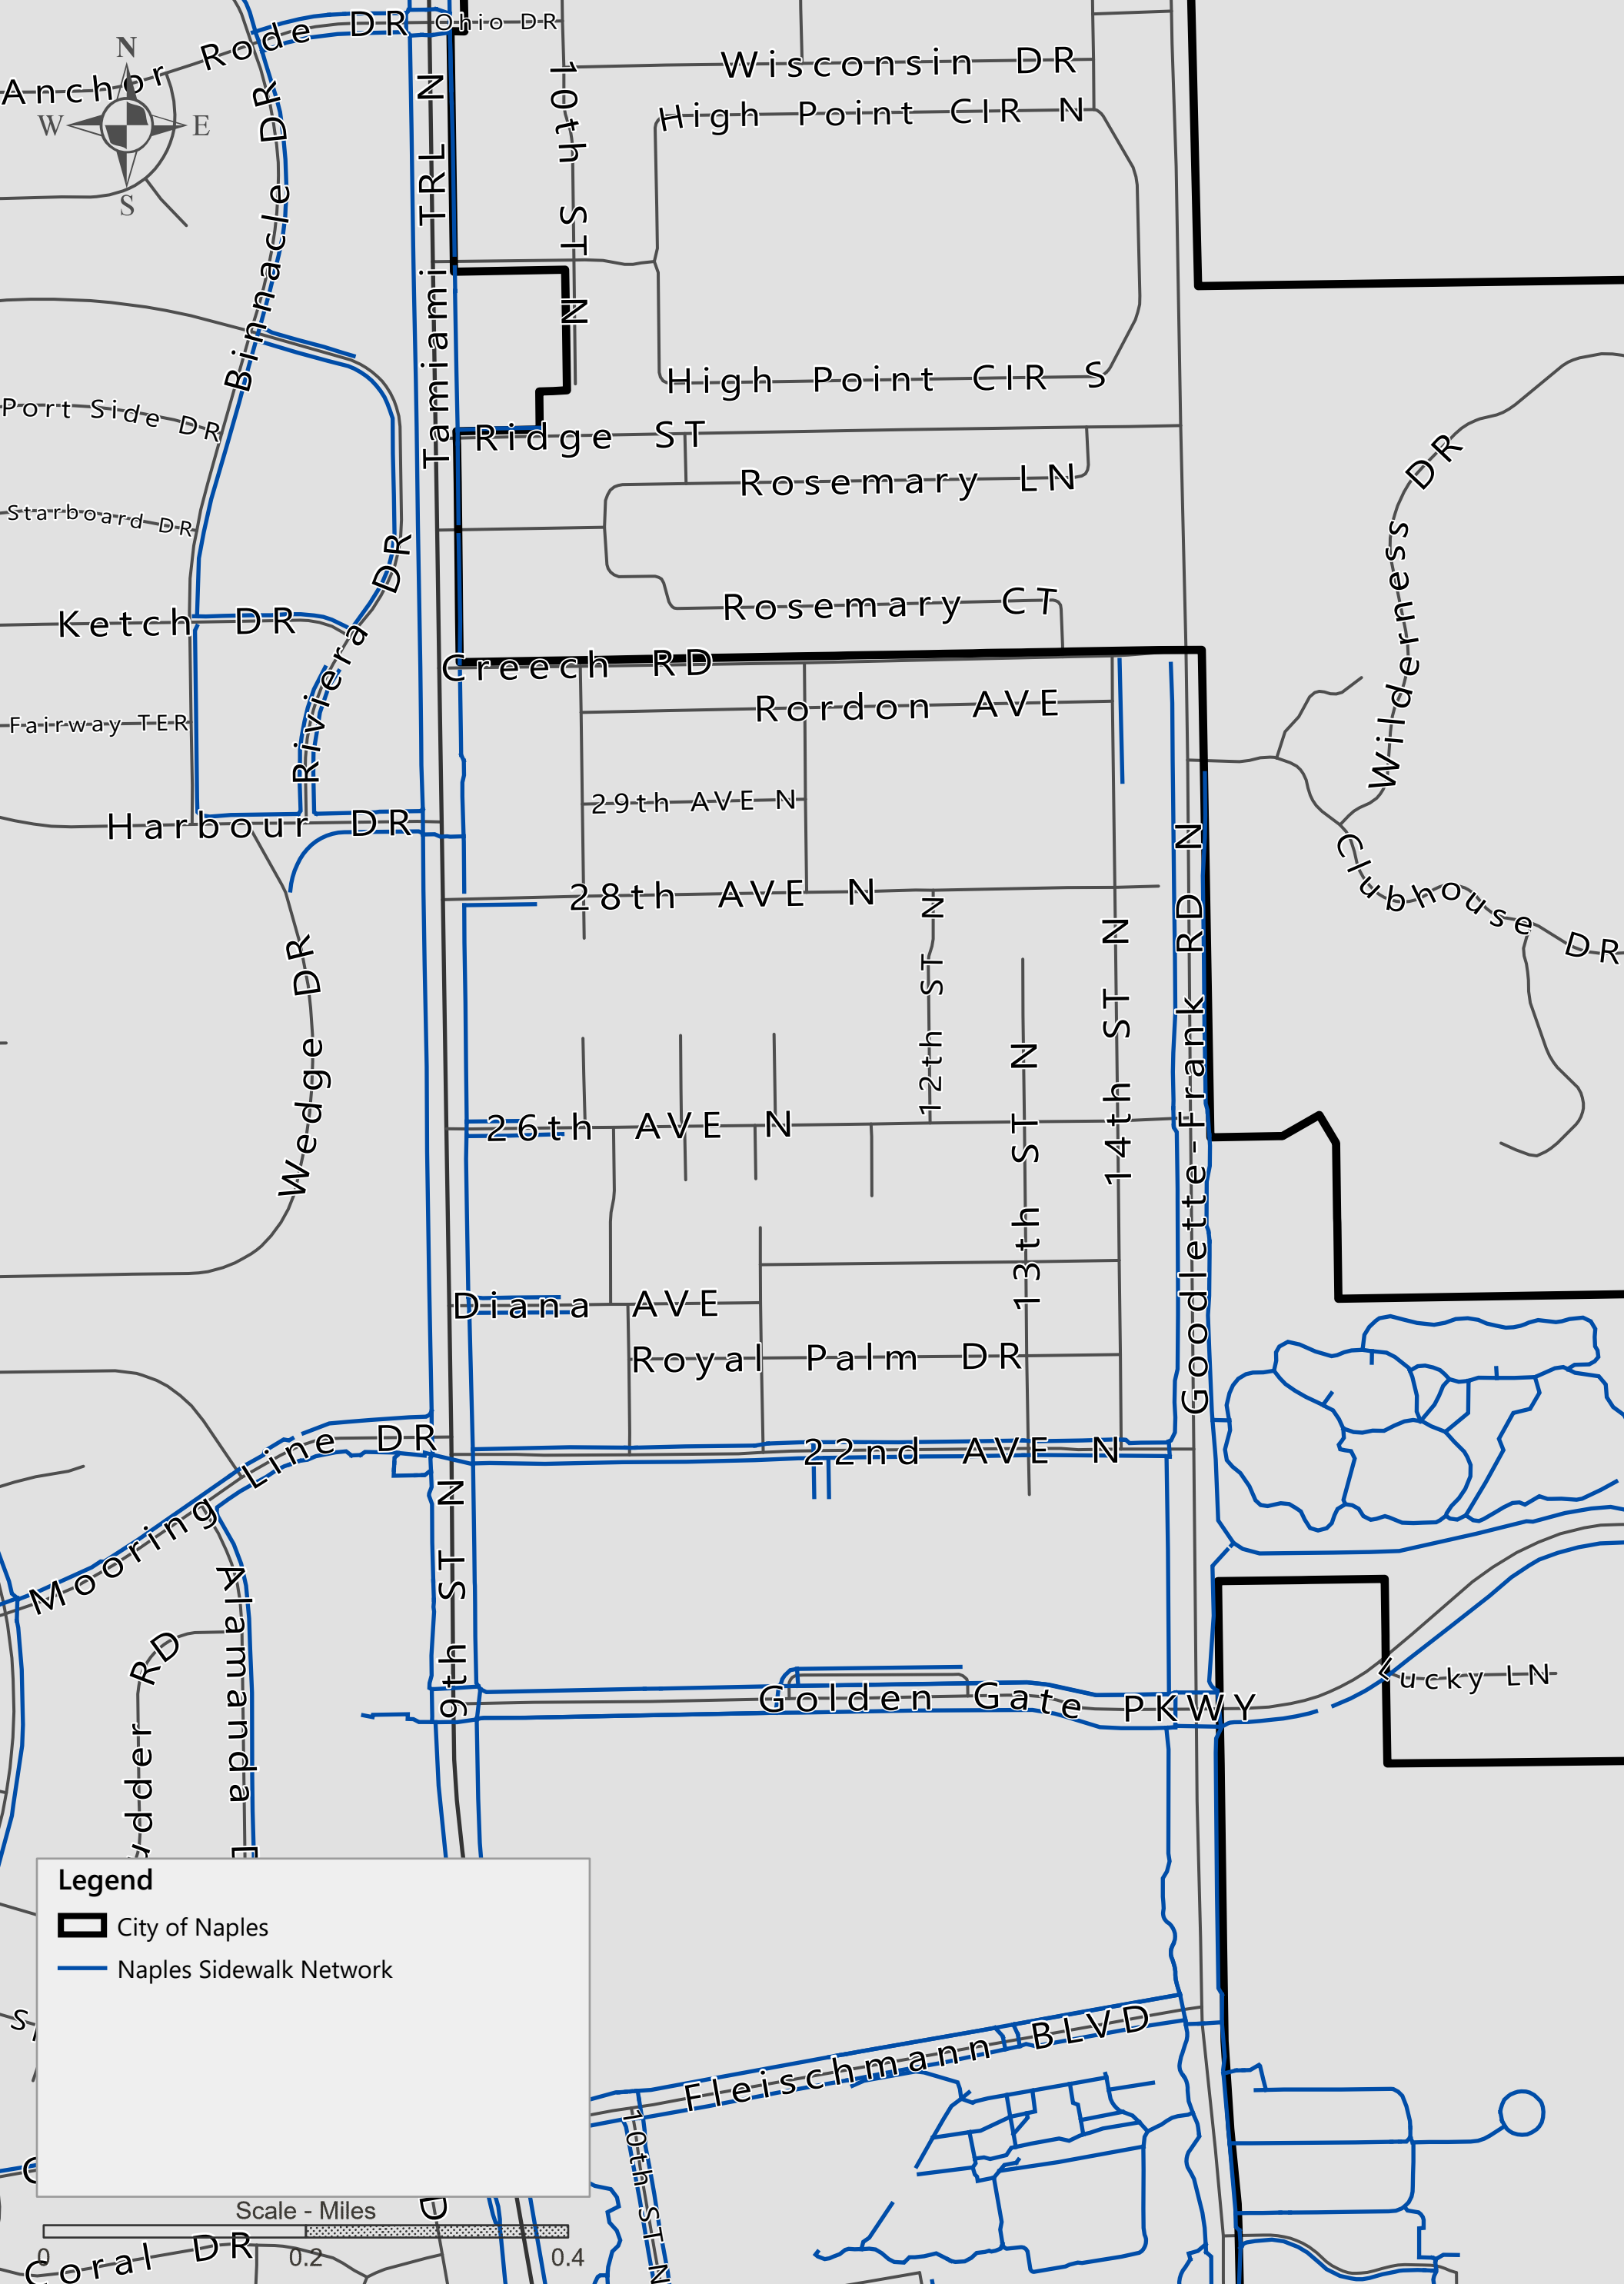 Anchor Rode DR
Ohio DR
N
W
E
S
Wisconsin DR
High Point CIR N
10th ST N
Binnacle DR
Tamiami TRL N
High Point CIR S
Port Side DR
Ridge ST
Rosemary LN
Starboard DR
Wilderness DR
Ketch DR
Riviera DR
Rosemary CT
Creech RD
Rordon AVE
Fairway TER
29th AVE N
Harbour DR
28th AVE N
Clubhouse DR
Wedge DR
12th ST N
13th ST N
14th ST N
Goodlette-Frank RD N
26th AVE N
Diana AVE
Royal Palm DR
Mooring Line DR
22nd AVE N
9th ST N
Alamanda
RD
Golden Gate PKWY
Lucky LN
Legend
City of Naples
Naples Sidewalk Network
Fleischmann BLVD
10th ST N
Scale - Miles
0
0.2
0.4
Coral DR